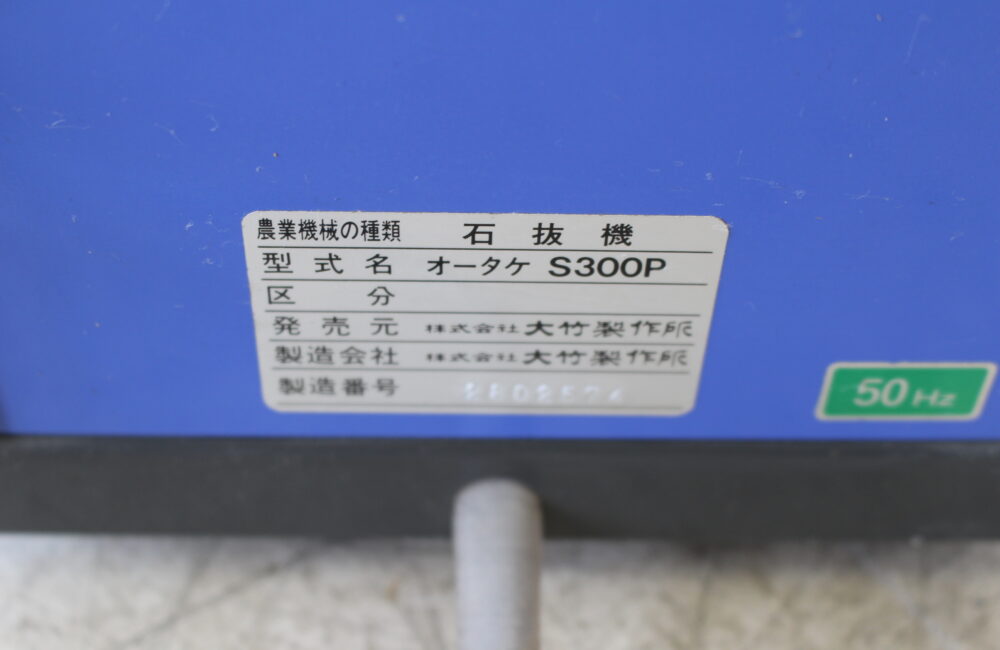 農業機械の種類 石抜機
型式名 オータケ S300P
区分
発売元 株式会社 大竹製作所
製造会社 株式会社 大竹製作所
製造番号
50Hz